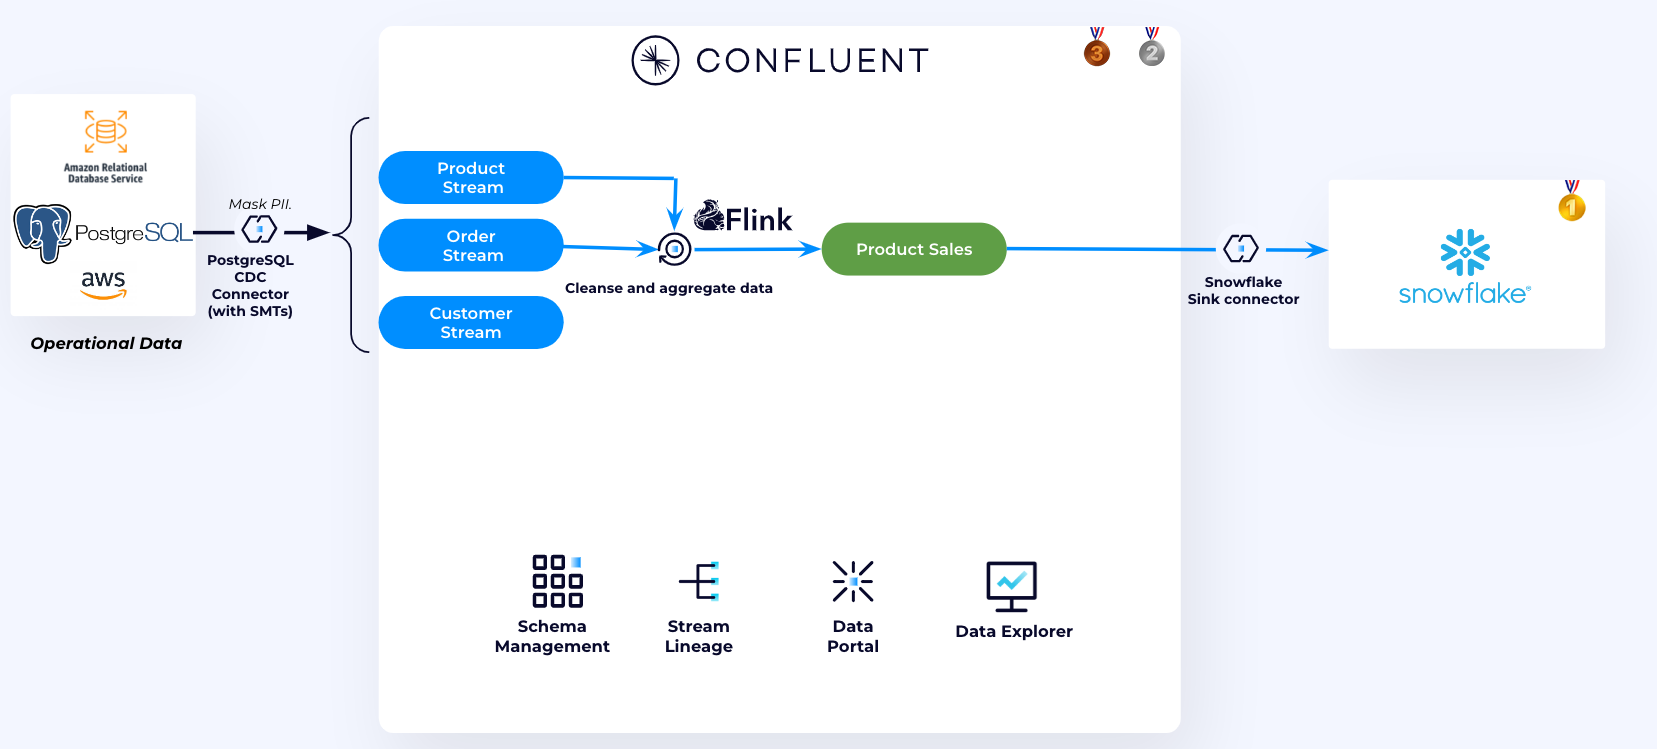 CONFLUENT
3
2
Amazon Relational
Database Service
PostgreSQL
aws
Operational Data
Mask PII.
PostgreSQL
CDC
Connector
(with SMTs)
Product
Stream
Order
Stream
Customer
Stream
Flink
Cleanse and aggregate data
Product Sales
Snowflake
Sink connector
1
snowflake®
Schema
Management
Stream
Lineage
Data
Portal
Data Explorer